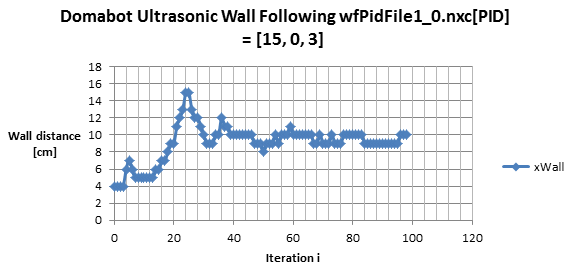 Domabot Ultrasonic Wall Following wfPidFile1_0.nxc[PID]
= [15, 0, 3]
18
16
14
12
10
8
6
4
2
0
Wall distance
[cm]
xWall
0 20 40 60 80 100 120
Iteration i